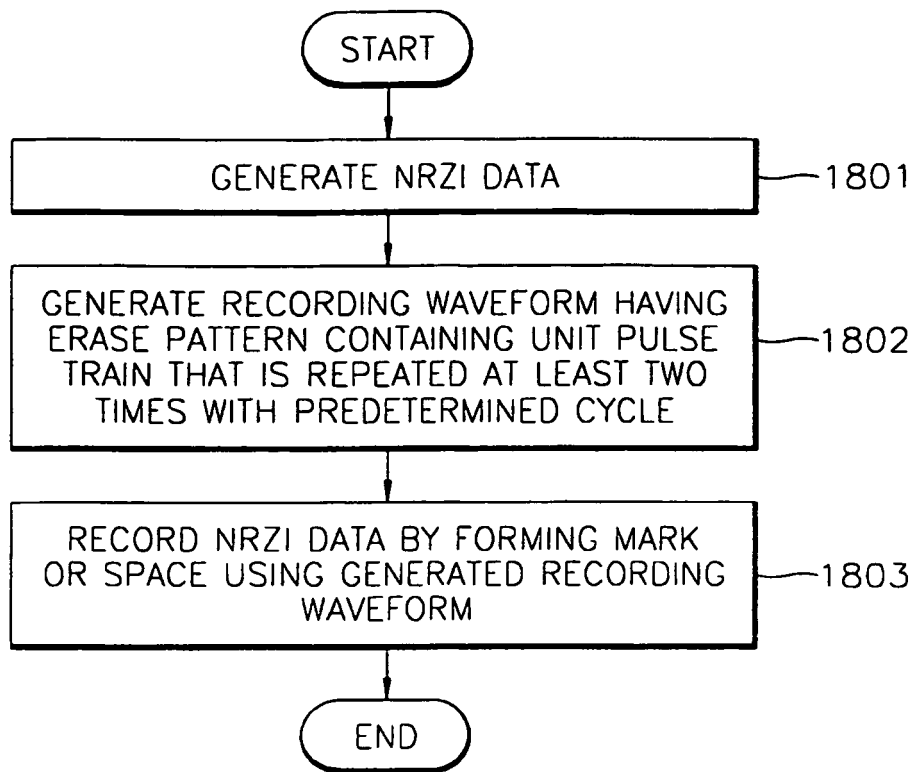 START
GENERATE NRZI DATA
1801
GENERATE RECORDING WAVEFORM HAVING
ERASE PATTERN CONTAINING UNIT PULSE
TRAIN THAT IS REPEATED AT LEAST TWO
TIMES WITH PREDETERMINED CYCLE
1802
RECORD NRZI DATA BY FORMING MARK
OR SPACE USING GENERATED RECORDING
WAVEFORM
1803
END